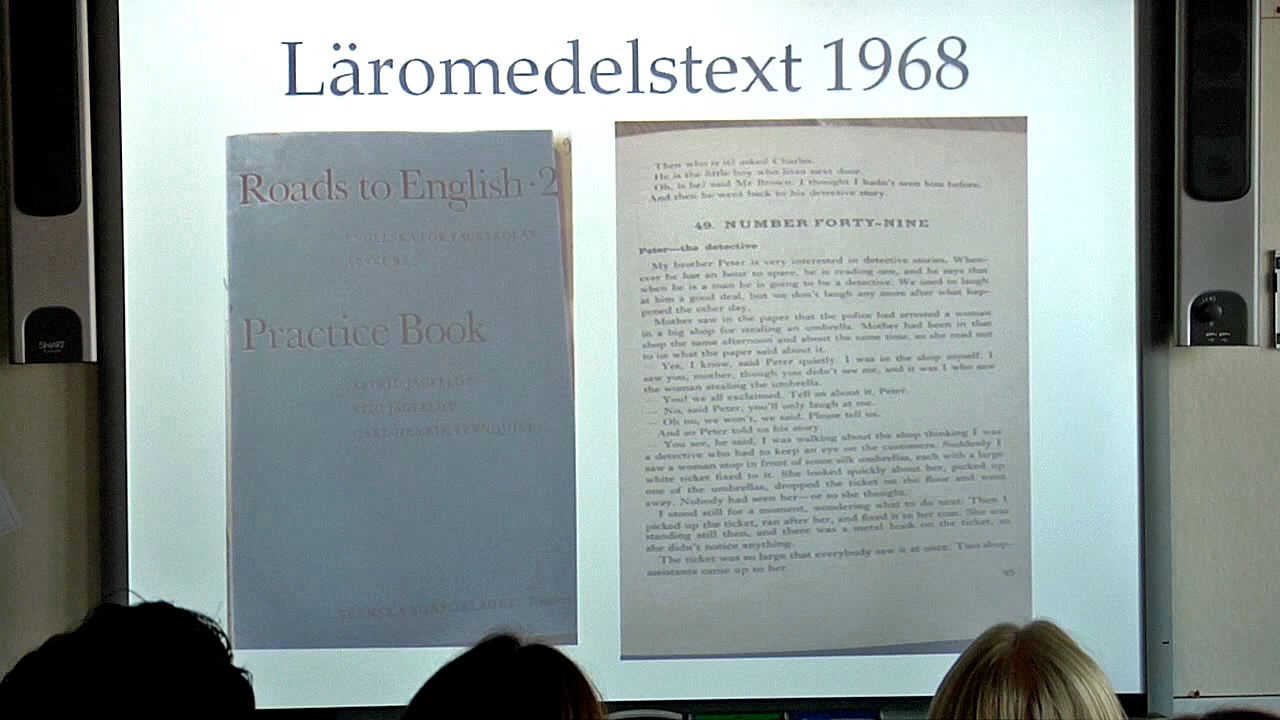 Läromedelstext 1968
Roads to English · 2
ENGELSKA FÖR FACKSKOLAN
ÅRSKURS 2
Practice Book
ASTRID JÄGFELDT
STIG JÄGFELDT
CARL-HENRIK FERNQUIST
SVENSKA BOKFÖRLAGET
Then who is it? asked Charles.
He is the little boy who lives next door.
Oh, is he? said Mr Brown. I thought I hadn't seen him before.
And then he went back to his detective story.
49. NUMBER FORTY-NINE
Peter—the detective
My brother Peter is very interested in detective stories. When-
ever he has an hour to spare, he is reading one, and he says that
when he is a man he is going to be a detective. We used to laugh
at him a good deal, but we don't laugh any more after what hap-
pened the other day.
Mother saw in the paper that the police had arrested a woman
in a big shop for stealing an umbrella. Mother had been in that
shop the same afternoon and about the same time, so she read out
to us what the paper said about it.
— Yes, I know, said Peter quietly. I was in the shop myself. I
saw you, mother, though you didn't see me, and it was I who saw
the woman stealing the umbrella.
— You! we all exclaimed. Tell us about it, Peter.
— No, said Peter, you'll only laugh at me.
— Oh no, we won't, we said. Please tell us.
And so Peter told us his story.
— You see, he said, I was walking about the shop thinking I was
a detective who had to keep an eye on the customers. Suddenly I
saw a woman stop in front of some silk umbrellas, each with a large
white ticket fixed to it. She looked quickly about her, picked up
one of the umbrellas, dropped the ticket on the floor and went
away. Nobody had seen her—or so she thought.
I stood still for a moment, wondering what to do next. Then I
picked up the ticket, ran after her, and fixed it to her coat. She was
standing still then, and there was a metal hook on the ticket, so
she didn't notice anything.
The ticket was so large that everybody saw it at once. Two shop-
assistants came up to her.
SMART